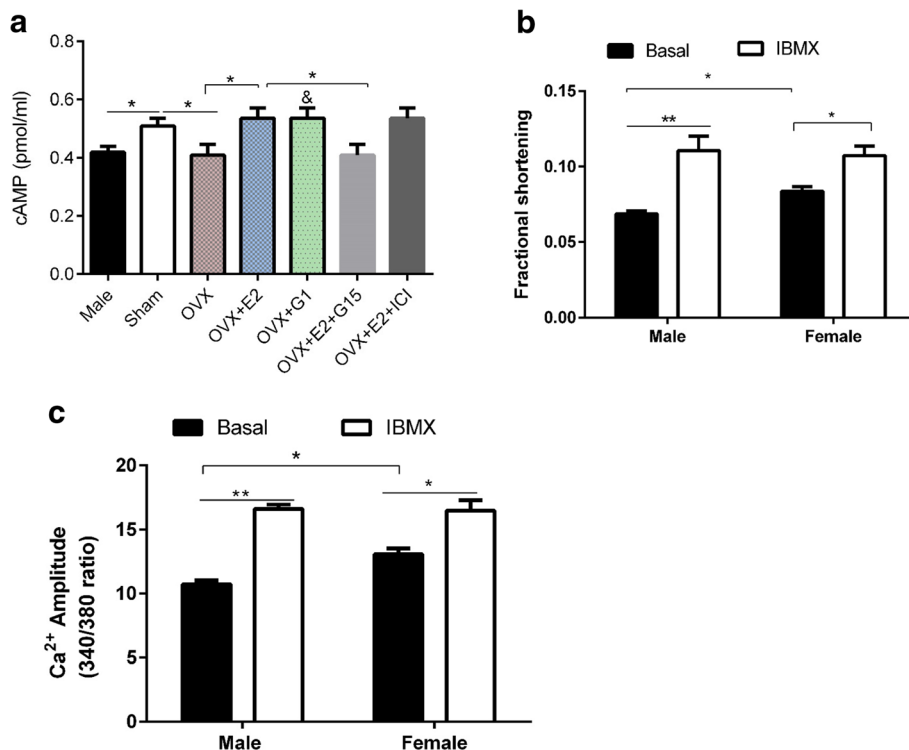 a
cAMP (pmol/ml)
0.8
0.6
0.4
0.2
0.0
*
*
*
*
&
Male
Sham
OVX
OVX+E2
OVX+G1
OVX+E2+G15
OVX+E2+ICI
b
Basal
IBMX
Fractional shortening
0.15
0.10
0.05
0.00
*
**
*
Male
Female
c
Basal
IBMX
Ca2+ Amplitude
(340/380 ratio)
20
15
10
5
0
*
**
*
Male
Female